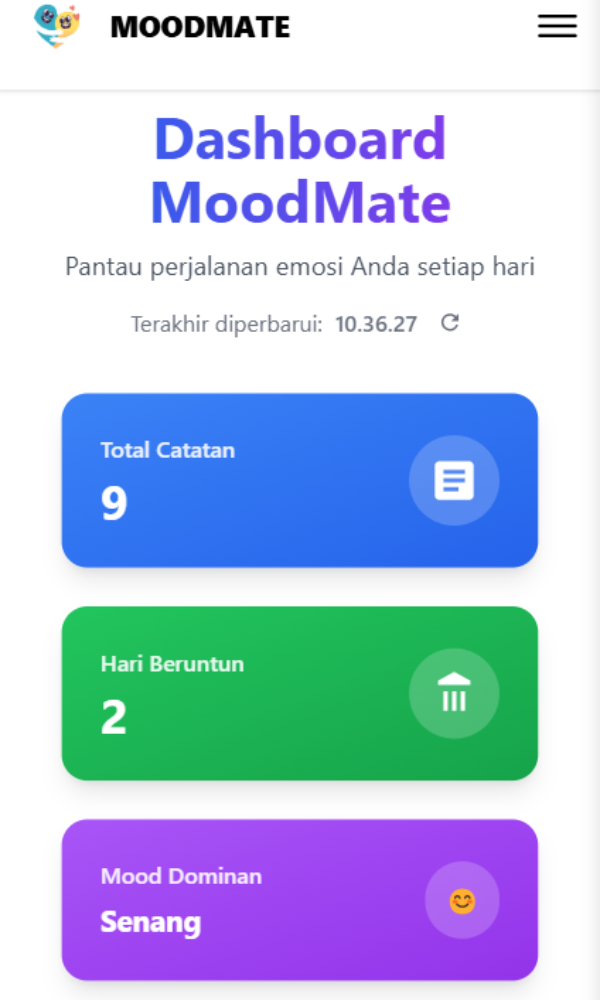 MOODMATE
Dashboard
MoodMate
Pantau perjalanan emosi Anda setiap hari
Terakhir diperbarui: 10.36.27
Total Catatan
9
Hari Beruntun
2
Mood Dominan
Senang